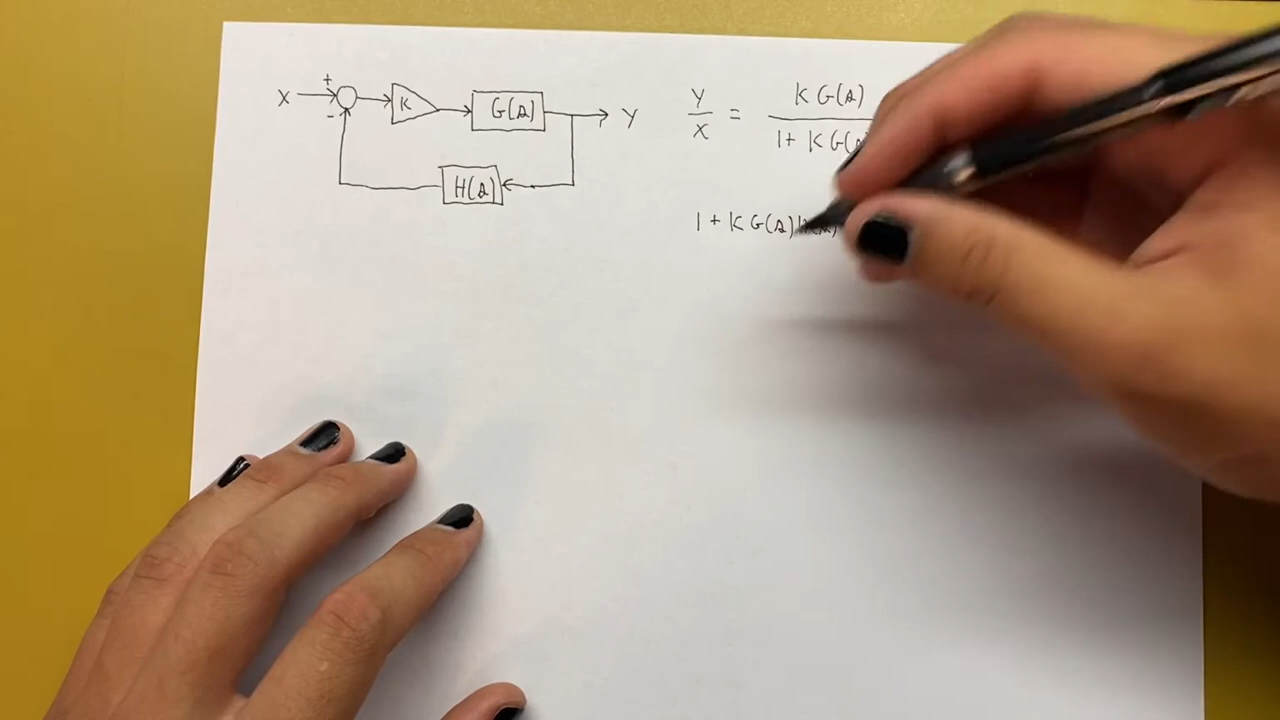 X + - K G(s) Y
H(s)
Y/X = K G(s) / 1 + K G(s)
1 + K G(s) H(s)